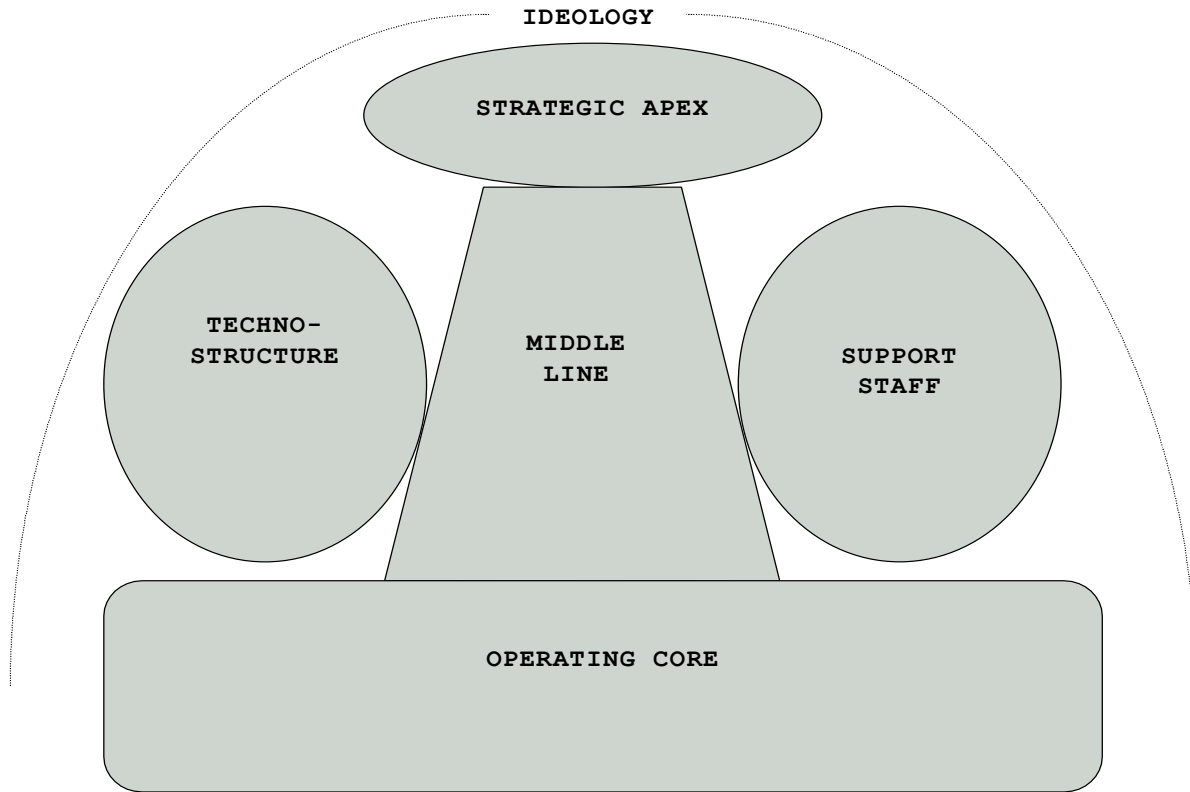 IDEOLOGY
STRATEGIC APEX
TECHNO-
STRUCTURE
MIDDLE
LINE
SUPPORT
STAFF
OPERATING CORE